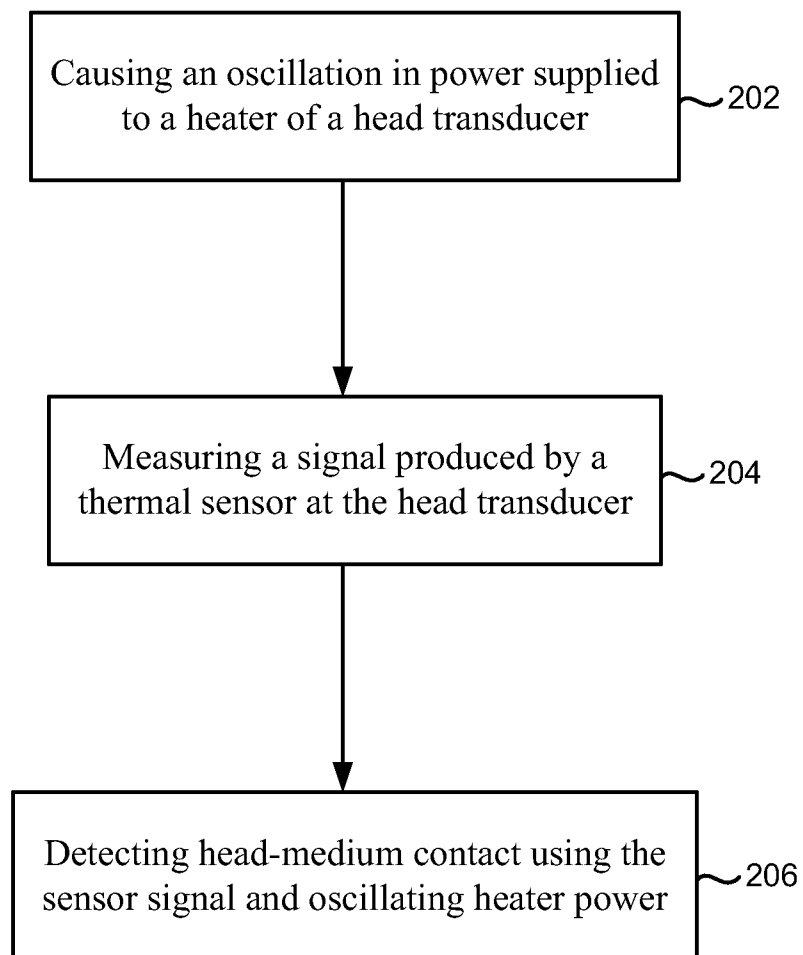 Causing an oscillation in power supplied
to a heater of a head transducer
202
Measuring a signal produced by a
thermal sensor at the head transducer
204
Detecting head-medium contact using the
sensor signal and oscillating heater power
206